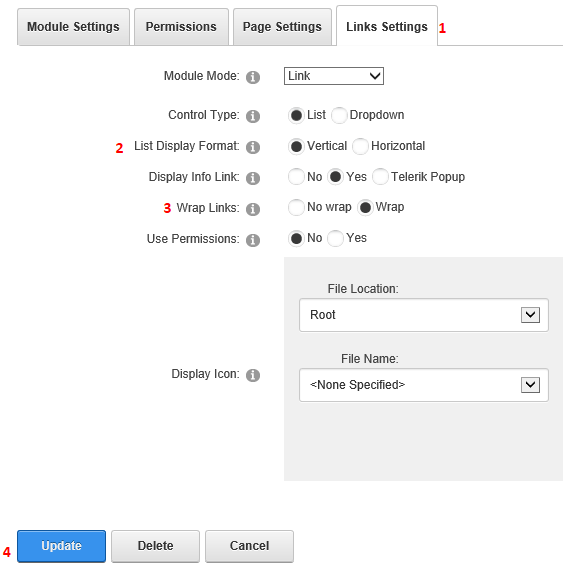 Module Settings Permissions Page Settings Links Settings 1
Module Mode: i Link
Control Type: i List Dropdown
2 List Display Format: i Vertical Horizontal
Display Info Link: i No Yes Telerik Popup
3 Wrap Links: i No wrap Wrap
Use Permissions: i No Yes
File Location:
Root
File Name:
Display Icon: i
<None Specified>
4 Update Delete Cancel